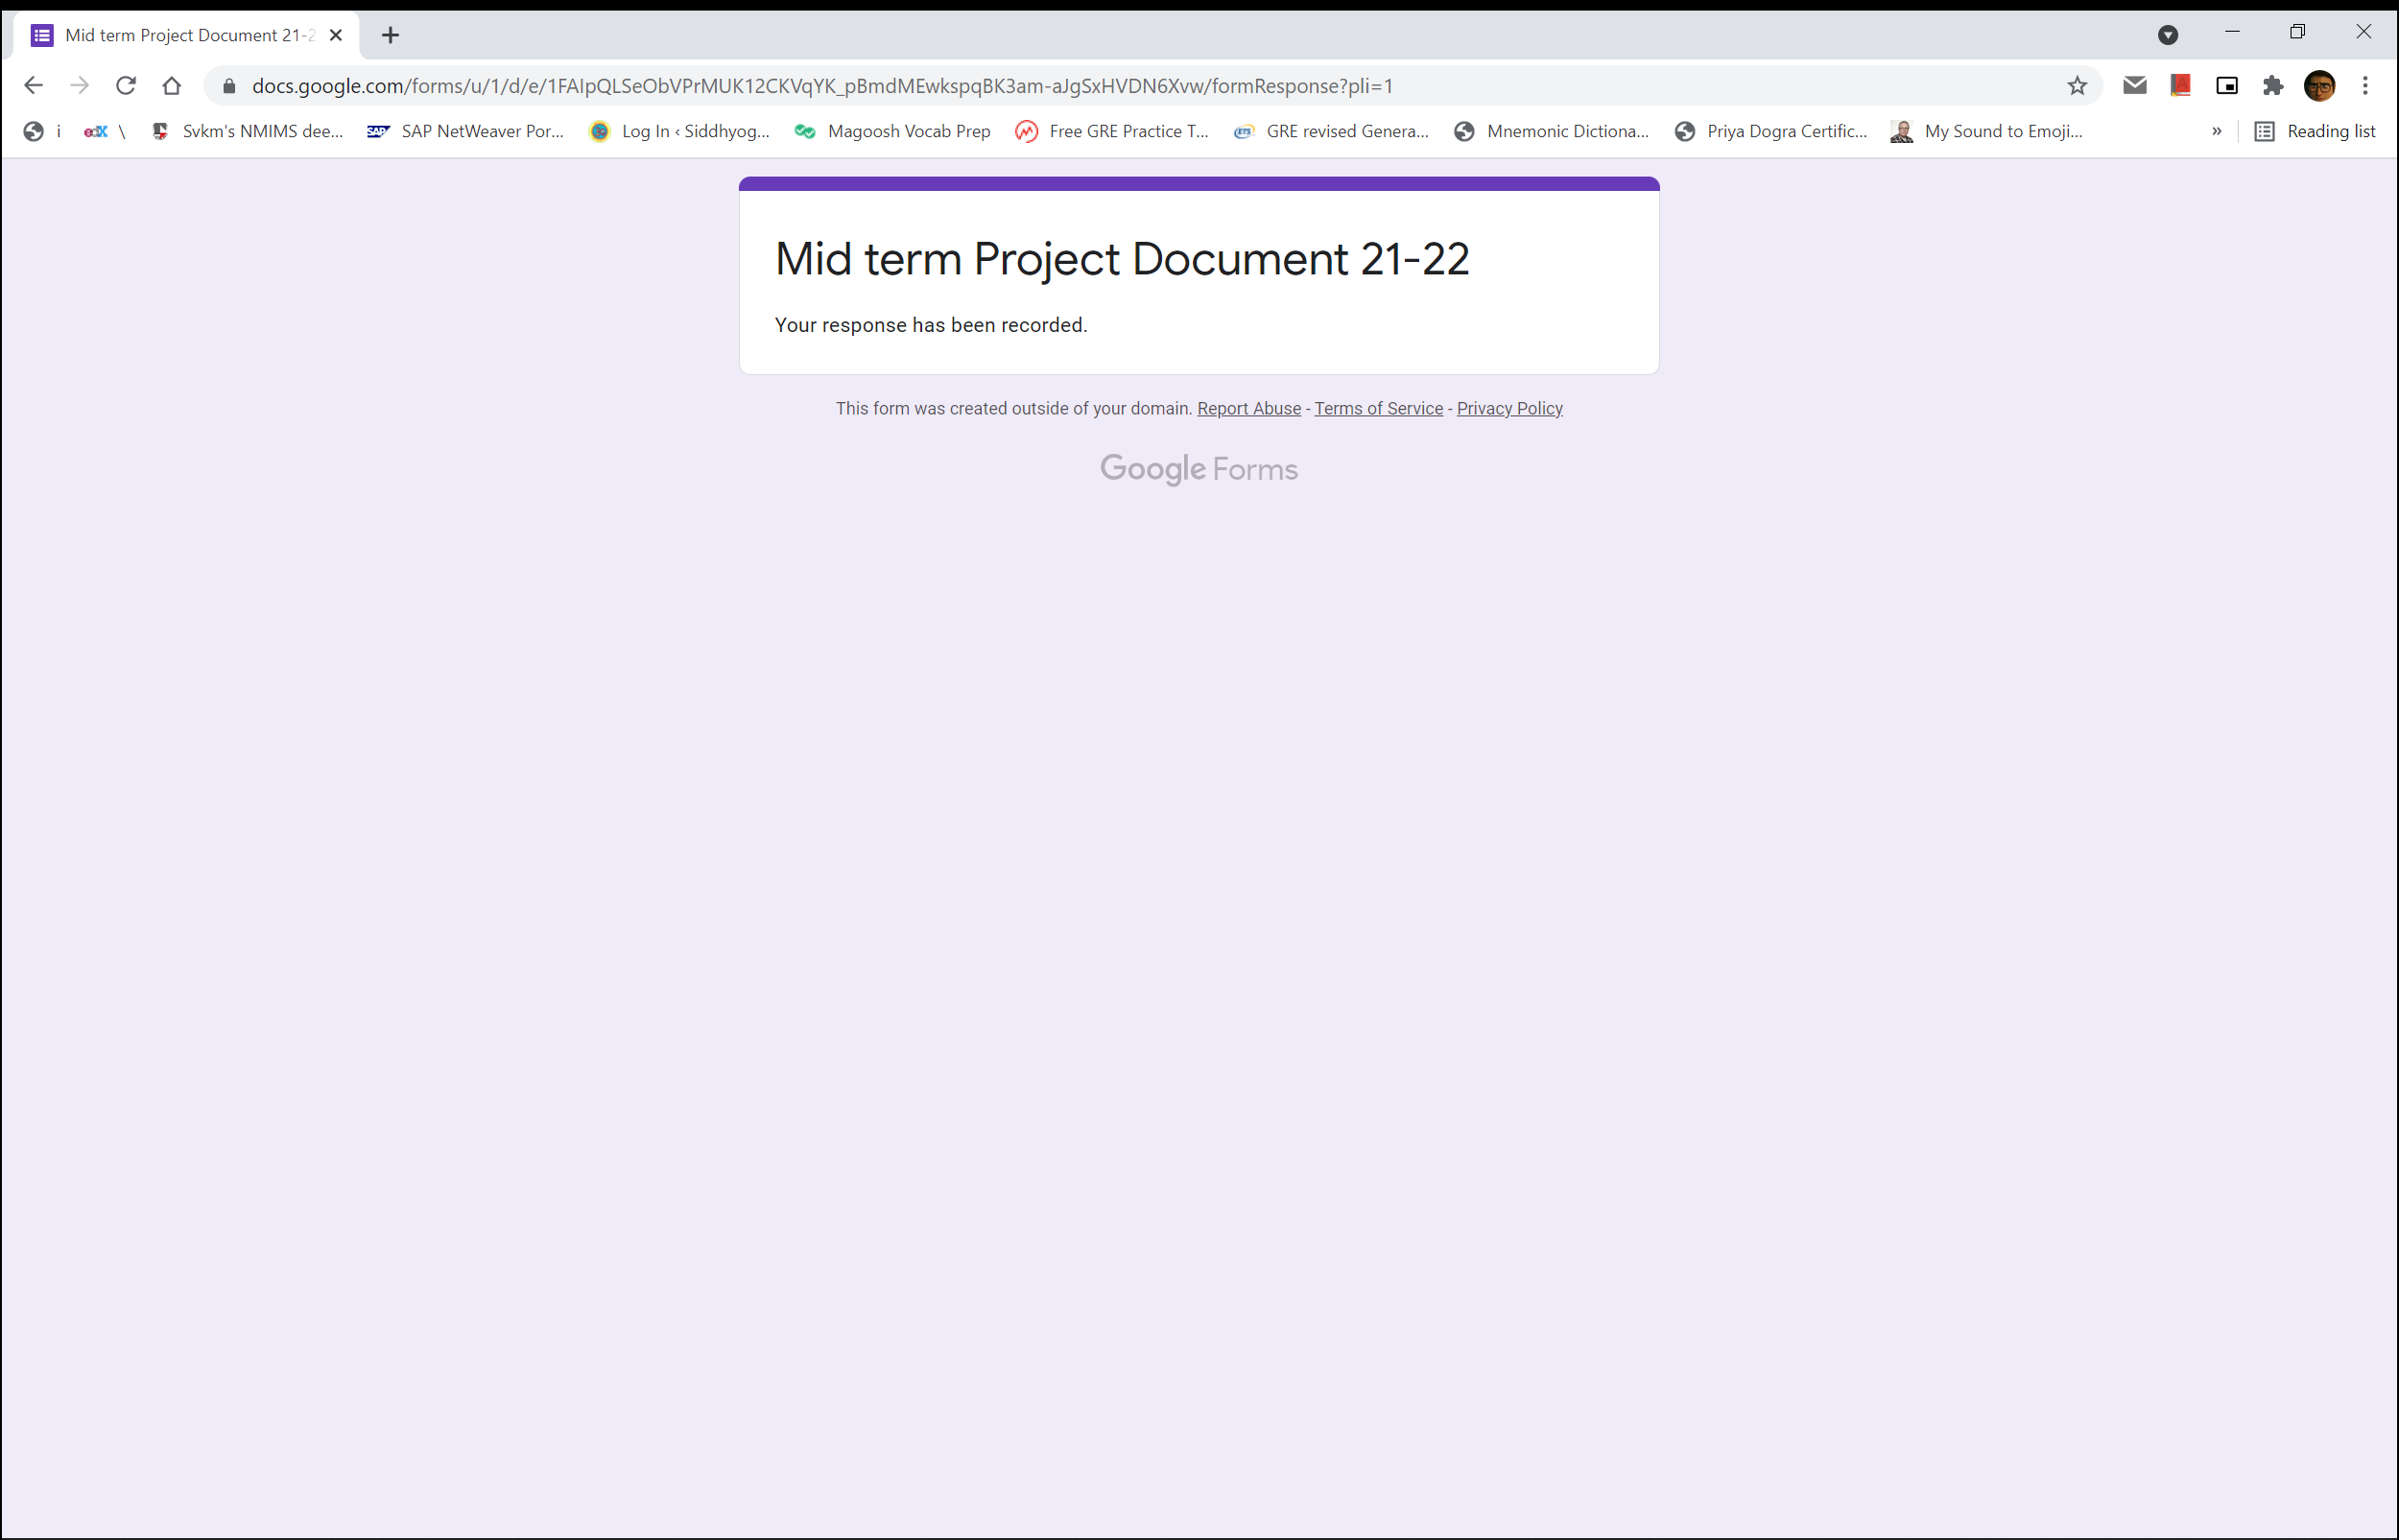 Mid term Project Document 21-2
docs.google.com/forms/u/1/d/e/1FAIpQLSeObVPrMUK12CKVqYK_pBmdMEwkspqBK3am-aJgSxHVDN6Xvw/formResponse?pli=1
i edX \ Svkm's NMIMS dee... SAP SAP NetWeaver Por... Log In ‹ Siddhyog... Magoosh Vocab Prep Free GRE Practice T... ETS GRE revised Genera... Mnemonic Dictiona... Priya Dogra Certific... My Sound to Emoji... » Reading list
Mid term Project Document 21-22
Your response has been recorded.
This form was created outside of your domain. Report Abuse - Terms of Service - Privacy Policy
Google Forms